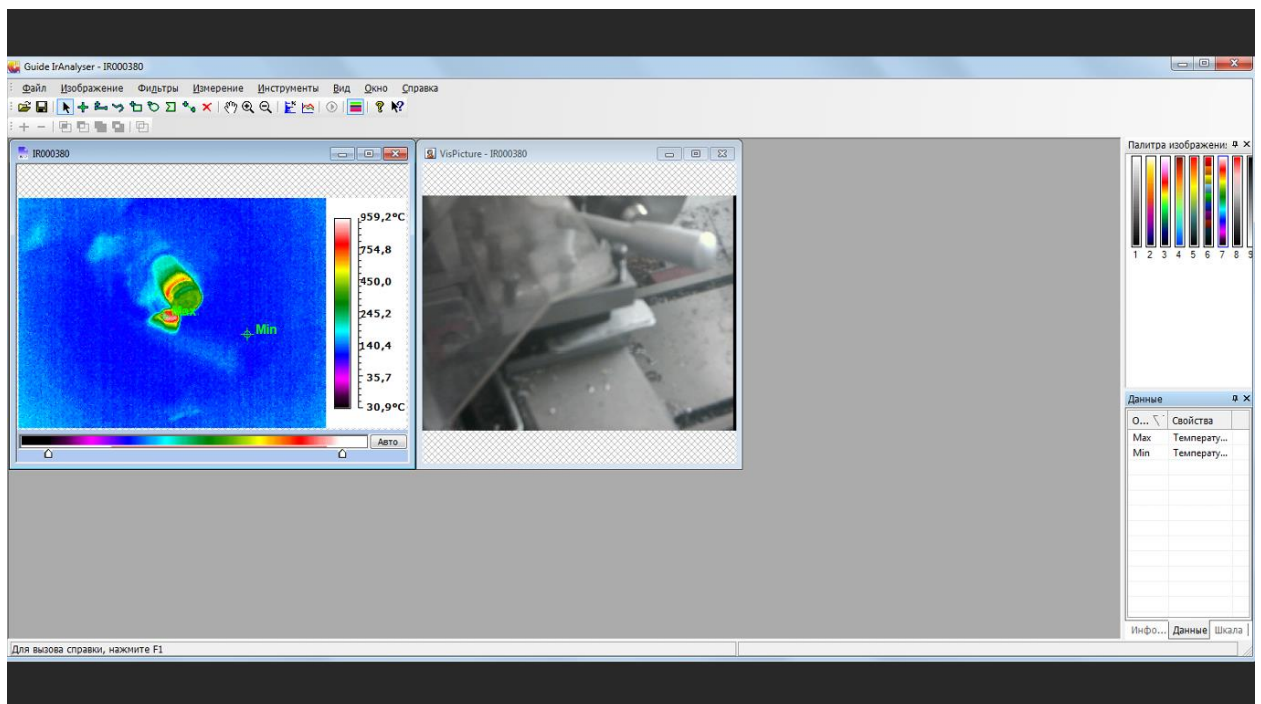 Guide IrAnalyser - IR000380
Файл Изображение Фильтры Измерение Инструменты Вид Окно Справка
IR000380
VisPicture - IR000380
Палитра изображени:
959,2°C
754,8
450,0
245,2
140,4
35,7
30,9°C
Max
Min
1 2 3 4 5 6 7 8 9
Авто
Данные
О... Свойства
Max Температу...
Min Температу...
Инфо... Данные Шкала
Для вызова справки, нажмите F1